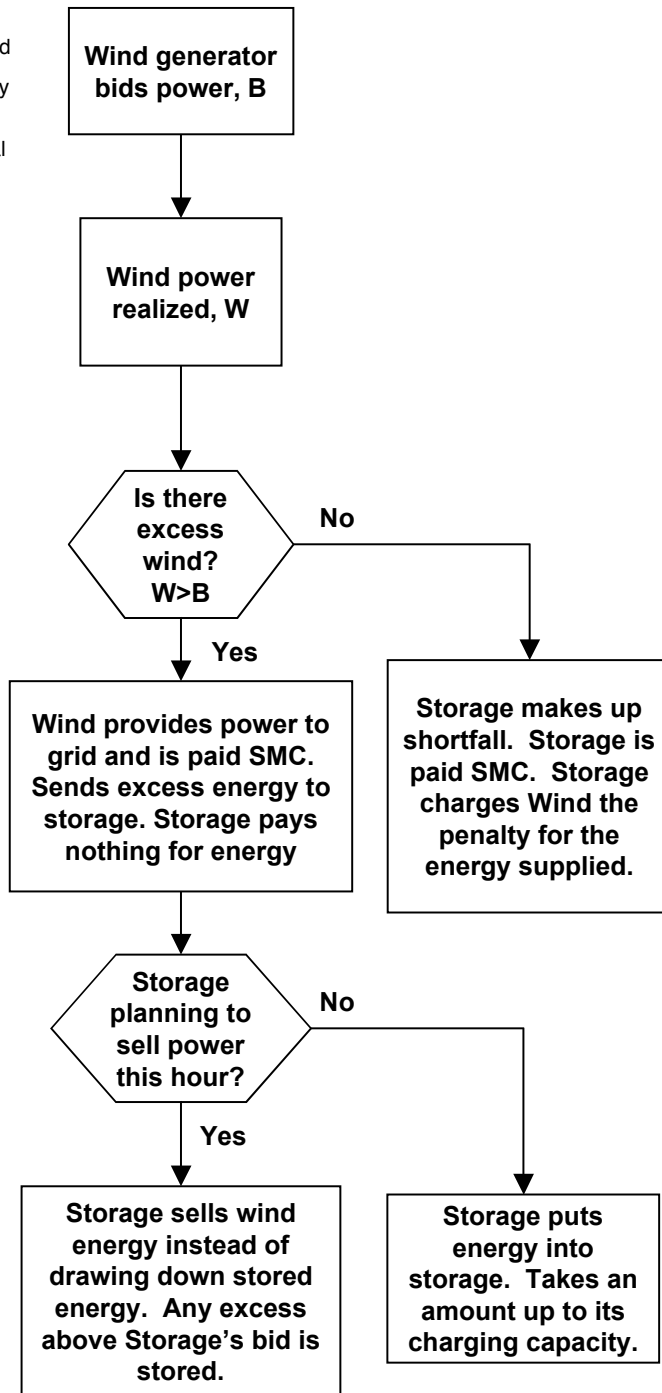 d
y
al
Wind generator
bids power, B
Wind power
realized, W
Is there
excess
wind?
W>B
No
Yes
Wind provides power to
grid and is paid SMC.
Sends excess energy to
storage. Storage pays
nothing for energy
Storage makes up
shortfall. Storage is
paid SMC. Storage
charges Wind the
penalty for the
energy supplied.
Storage
planning to
sell power
this hour?
No
Yes
Storage sells wind
energy instead of
drawing down stored
energy. Any excess
above Storage's bid is
stored.
Storage puts
energy into
storage. Takes an
amount up to its
charging capacity.